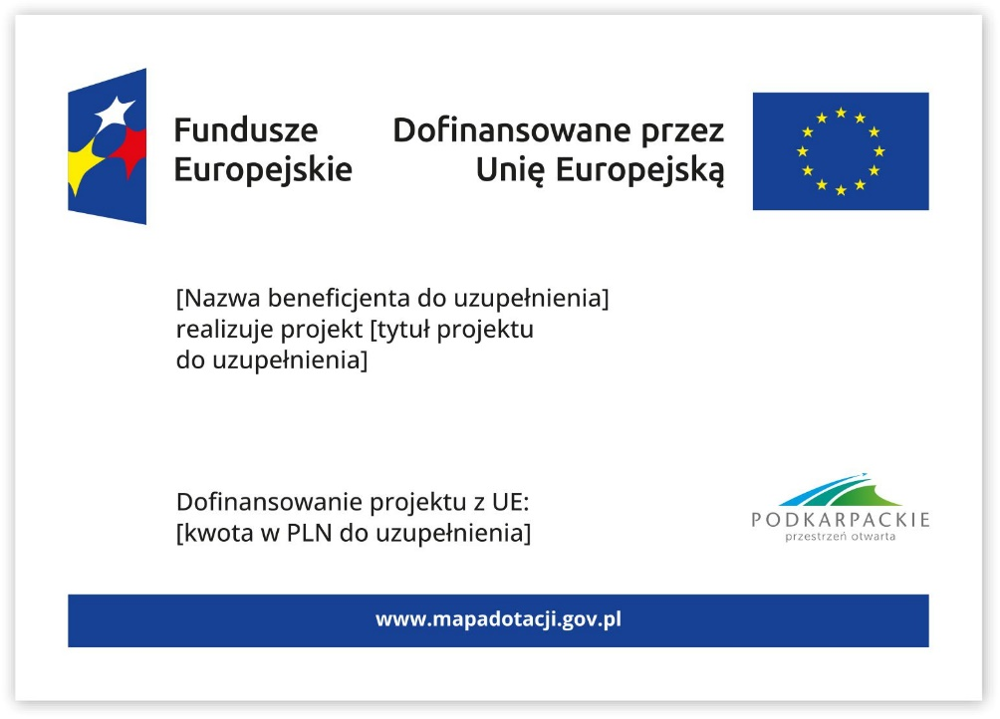 Fundusze
Europejskie
Dofinansowane przez
Unię Europejską
[Nazwa beneficjenta do uzupełnienia]
realizuje projekt [tytuł projektu
do uzupełnienia]
Dofinansowanie projektu z UE:
[kwota w PLN do uzupełnienia]
PODKARPACKIE
przestrzeń otwarta
www.mapadotacji.gov.pl